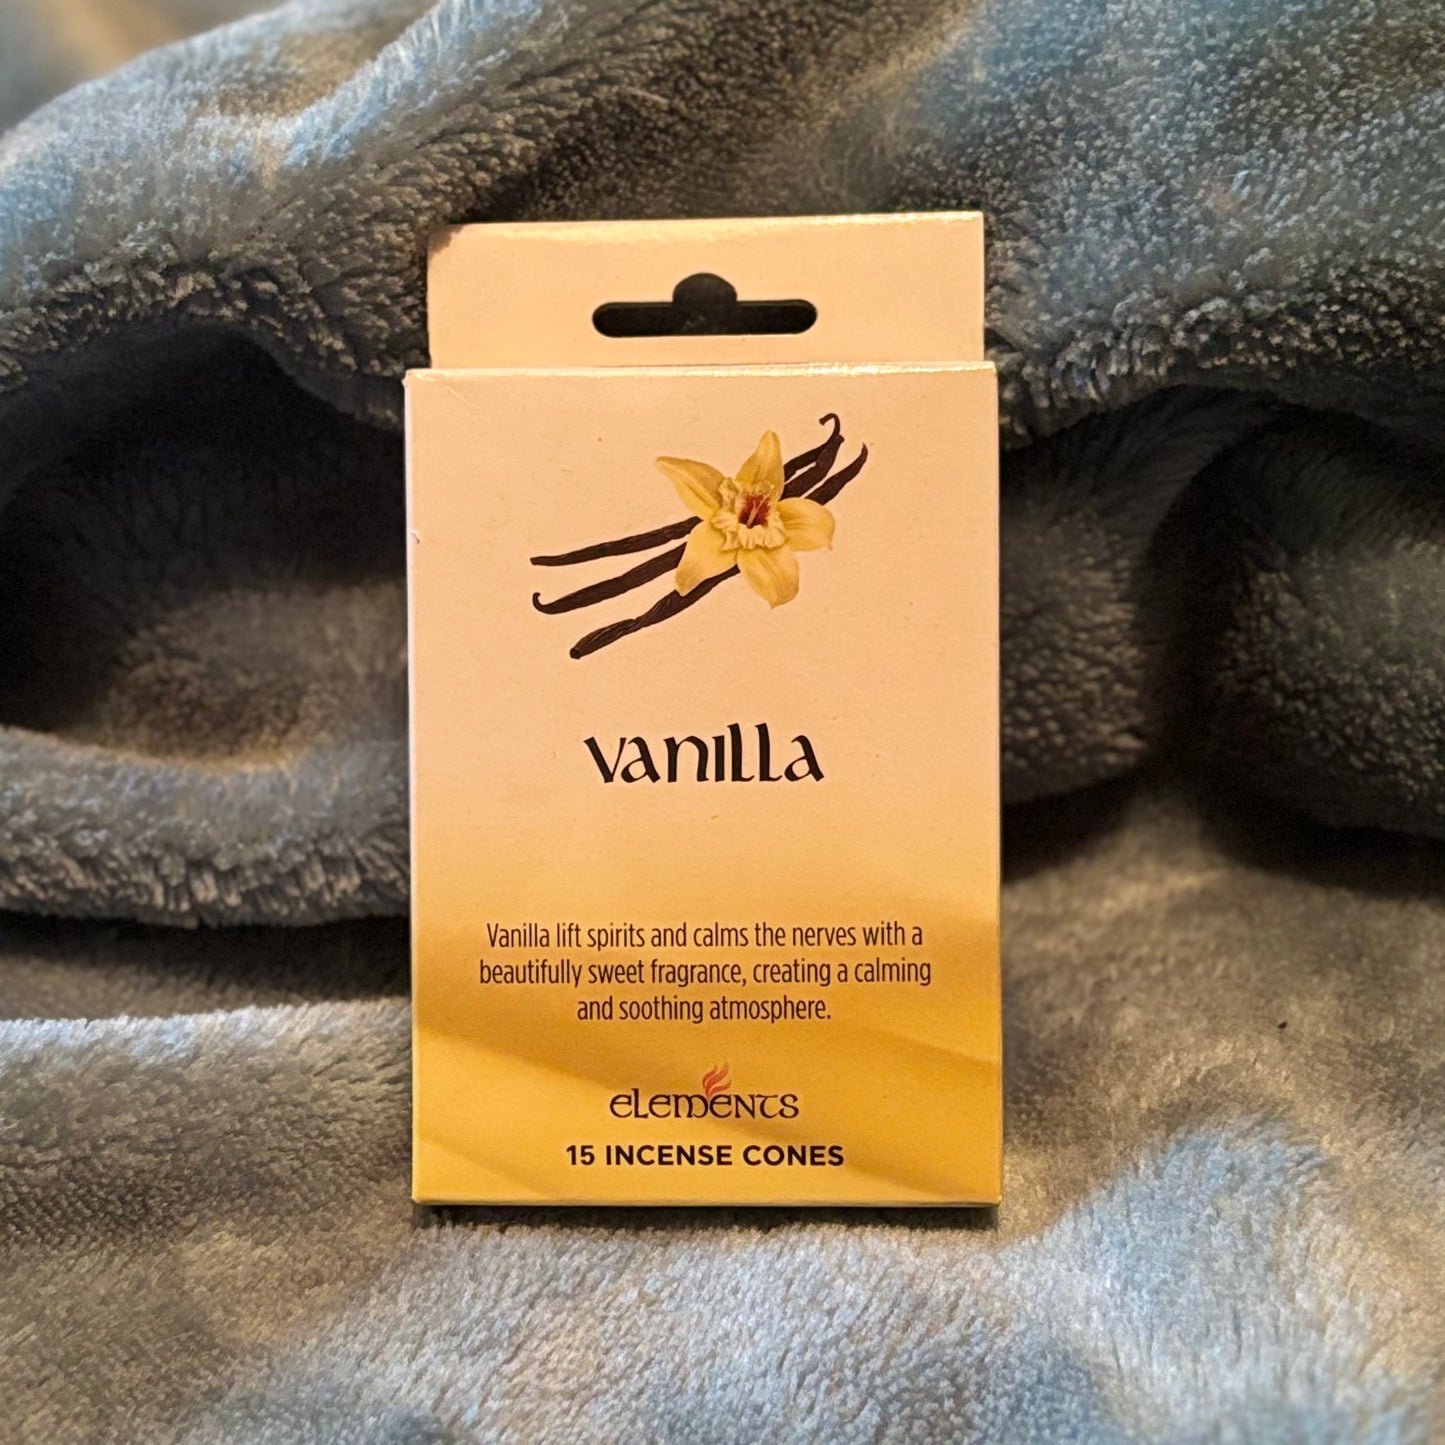 vanilla
Vanilla lift spirits and calms the nerves with a
beautifully sweet fragrance, creating a calming
and soothing atmosphere.
elements
15 INCENSE CONES